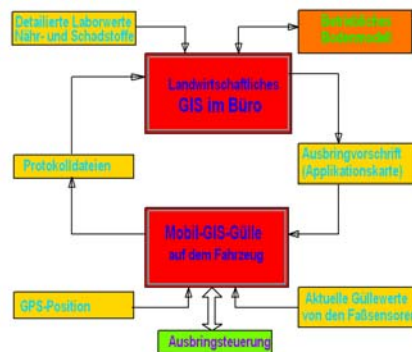 Detaillierte Laborwerte
Nähr- und Schadstoffe
Betriebliches
Bodenmodell
Landwirtschaftliches
GIS im Büro
Protokolldateien
Ausbringvorschrift
(Applikationskarte)
Mobil-GIS-Gülle
auf dem Fahrzeug
GPS-Position
Aktuelle Güllewerte
von den Faßsensoren
Ausbringsteuerung